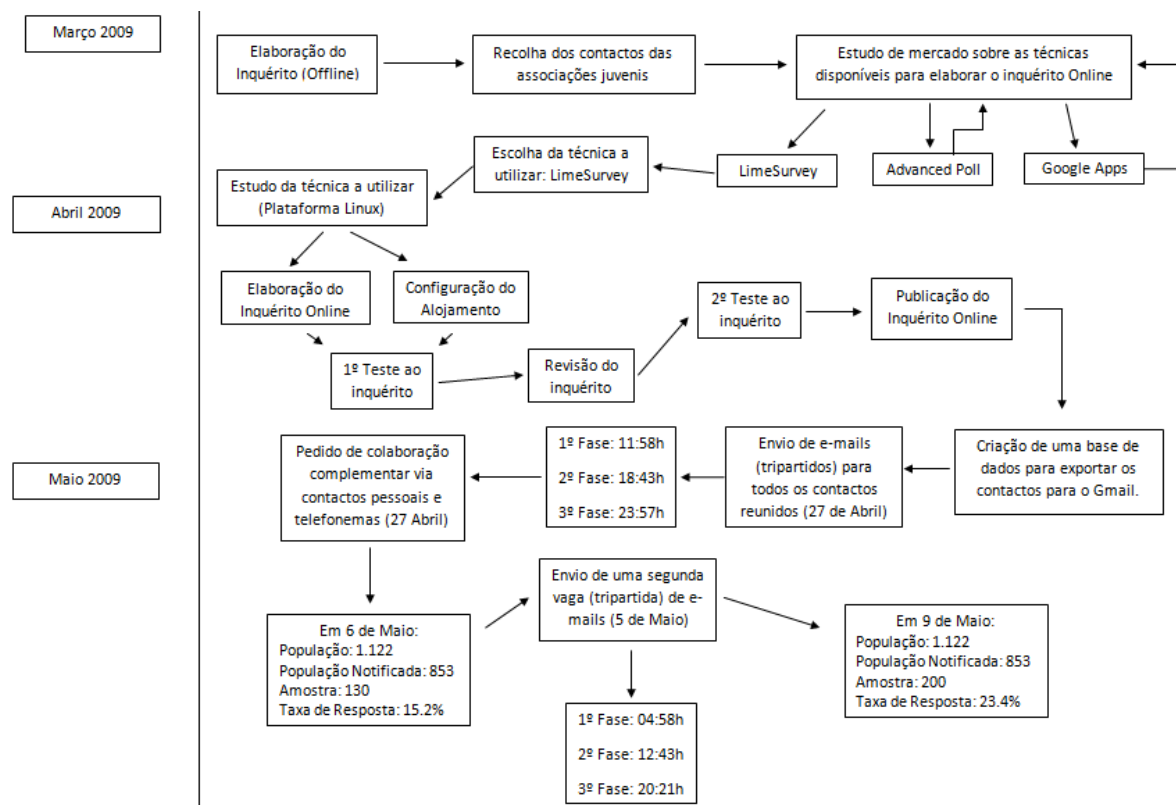 Março 2009
Elaboração do
Inquérito (Offline)
Recolha dos contactos das
associações juvenis
Estudo de mercado sobre as técnicas
disponíveis para elaborar o inquérito Online
Escolha da técnica a
utilizar: LimeSurvey
LimeSurvey
Advanced Poll
Google Apps
Abril 2009
Estudo da técnica a utilizar
(Plataforma Linux)
Elaboração do
Inquérito Online
Configuração do
Alojamento
2º Teste ao
inquérito
Publicação do
Inquérito Online
1º Teste ao
inquérito
Revisão do
inquérito
Maio 2009
Pedido de colaboração
complementar via
contactos pessoais e
telefonemas (27 Abril)
1º Fase: 11:58h
2º Fase: 18:43h
3º Fase: 23:57h
Envio de e-mails
(tripartidos) para
todos os contactos
reunidos (27 de Abril)
Criação de uma base de
dados para exportar os
contactos para o Gmail.
Envio de uma segunda
vaga (tripartida) de e-
mails (5 de Maio)
Em 6 de Maio:
População: 1.122
População Notificada: 853
Amostra: 130
Taxa de Resposta: 15.2%
Em 9 de Maio:
População: 1.122
População Notificada: 853
Amostra: 200
Taxa de Resposta: 23.4%
1º Fase: 04:58h
2º Fase: 12:43h
3º Fase: 20:21h